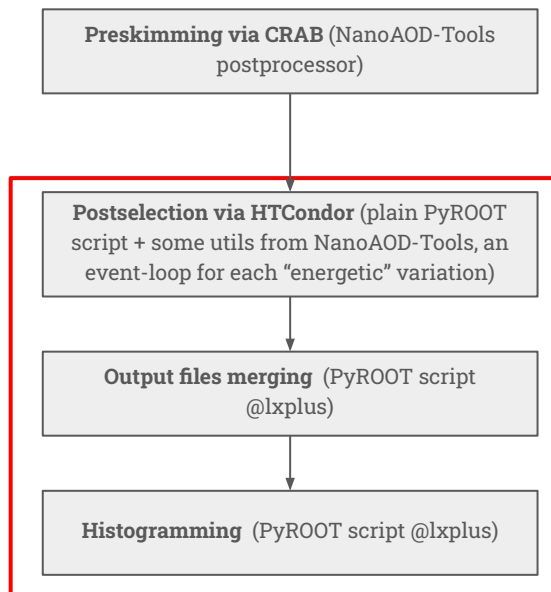 Preskimming via CRAB (NanoAOD-Tools
postprocessor)
Postselection via HTCondor (plain PyROOT
script + some utils from NanoAOD-Tools, an
event-loop for each “energetic” variation)
Output files merging  (PyROOT script
@lxplus)
Histogramming  (PyROOT script @lxplus)